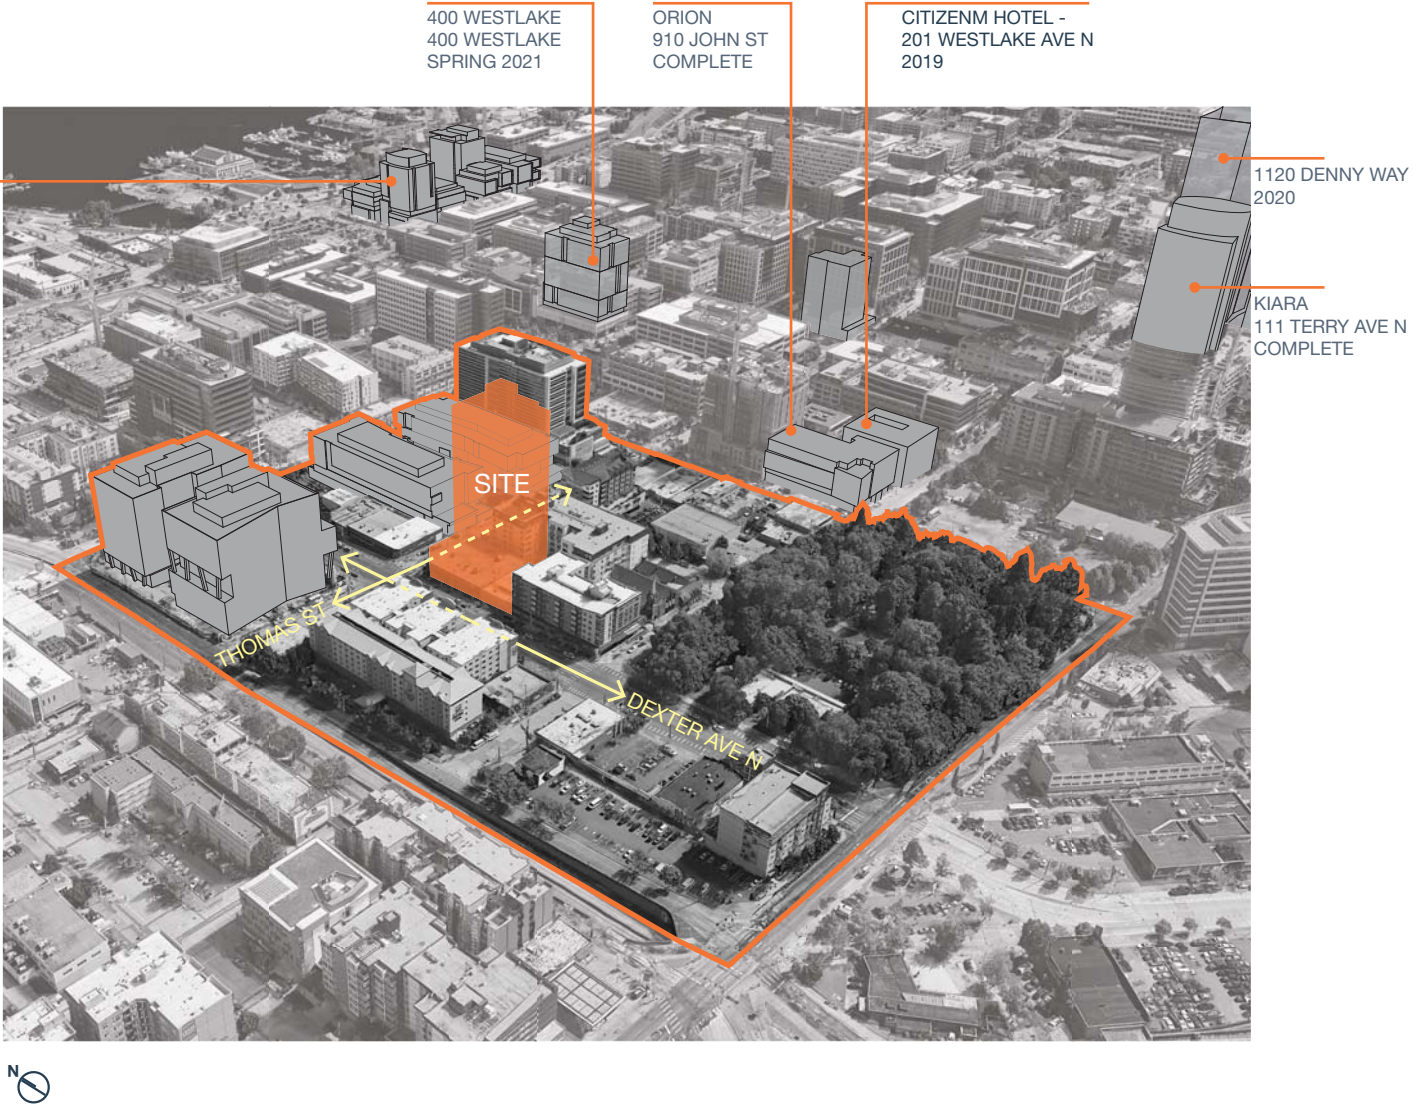 400 WESTLAKE
400 WESTLAKE
SPRING 2021
ORION
910 JOHN ST
COMPLETE
CITIZENM HOTEL -
201 WESTLAKE AVE N
2019
1120 DENNY WAY
2020
KIARA
111 TERRY AVE N
COMPLETE
SITE
THOMAS ST
DEXTER AVE N
N